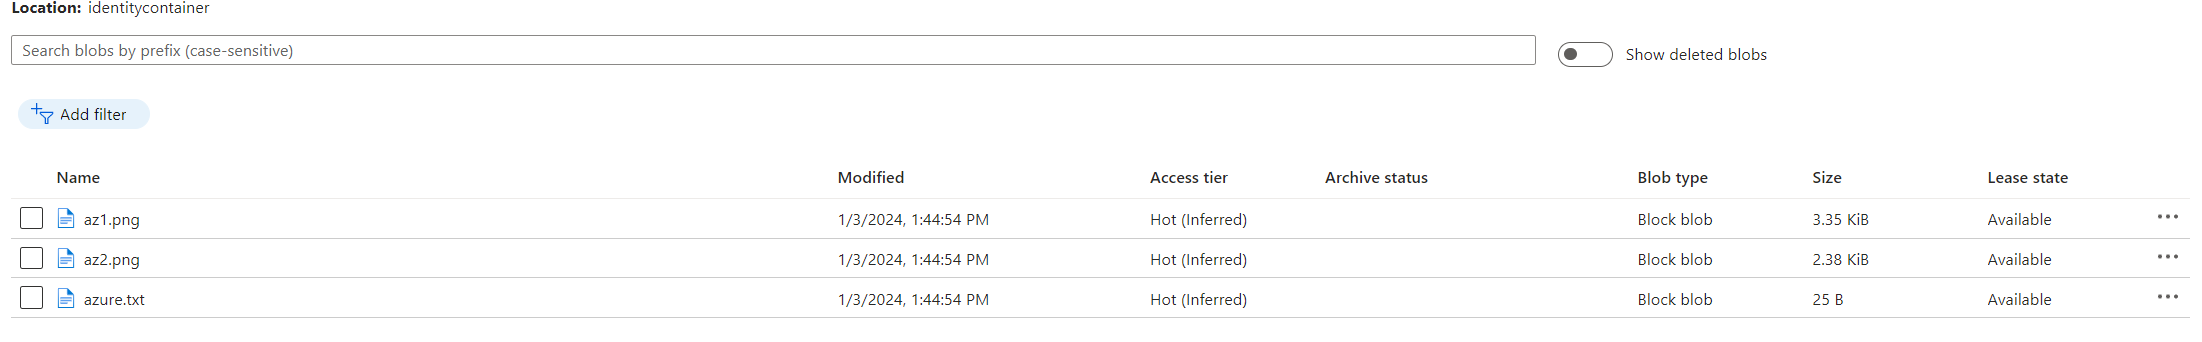 Location: identitycontainer
Search blobs by prefix (case-sensitive)
Show deleted blobs
Add filter
Name Modified Access tier Archive status Blob type Size Lease state
az1.png 1/3/2024, 1:44:54 PM Hot (Inferred) Block blob 3.35 KiB Available
az2.png 1/3/2024, 1:44:54 PM Hot (Inferred) Block blob 2.38 KiB Available
azure.txt 1/3/2024, 1:44:54 PM Hot (Inferred) Block blob 25 B Available